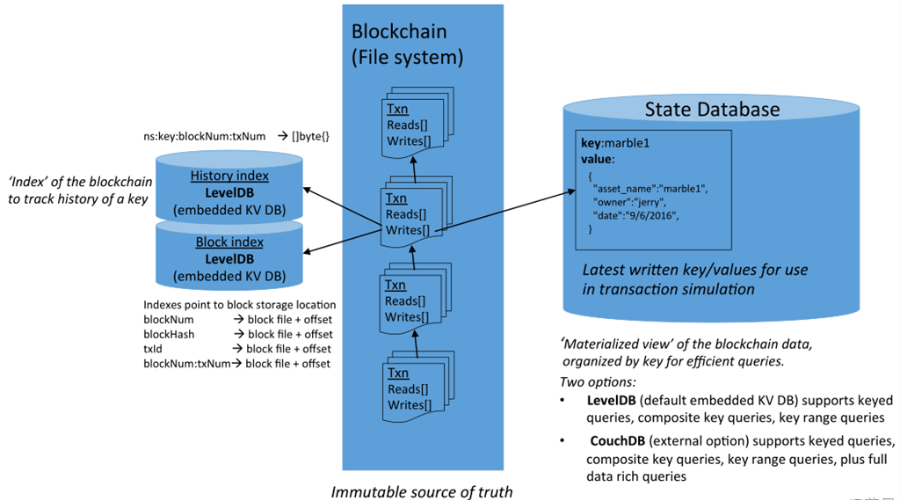 Blockchain
(File system)
Txn
Reads[]
Writes[]
Txn
Reads[]
Writes[]
Txn
Reads[]
Writes[]
Txn
Reads[]
Writes[]
Immutable source of truth
ns:key:blockNum:txNum → []byte{}
‘Index’ of the blockchain
to track history of a key
History index
LevelDB
(embedded KV DB)
Block index
LevelDB
(embedded KV DB)
Indexes point to block storage location
blockNum → block file + offset
blockHash → block file + offset
txId → block file + offset
blockNum:txNum→ block file + offset
State Database
key:marble1
value:
{
"asset_name":"marble1",
"owner":"jerry",
"date":"9/6/2016",
}
Latest written key/values for use
in transaction simulation
‘Materialized view’ of the blockchain data,
organized by key for efficient queries.
Two options:
• LevelDB (default embedded KV DB) supports keyed
queries, composite key queries, key range queries
• CouchDB (external option) supports keyed queries,
composite key queries, key range queries, plus full
data rich queries